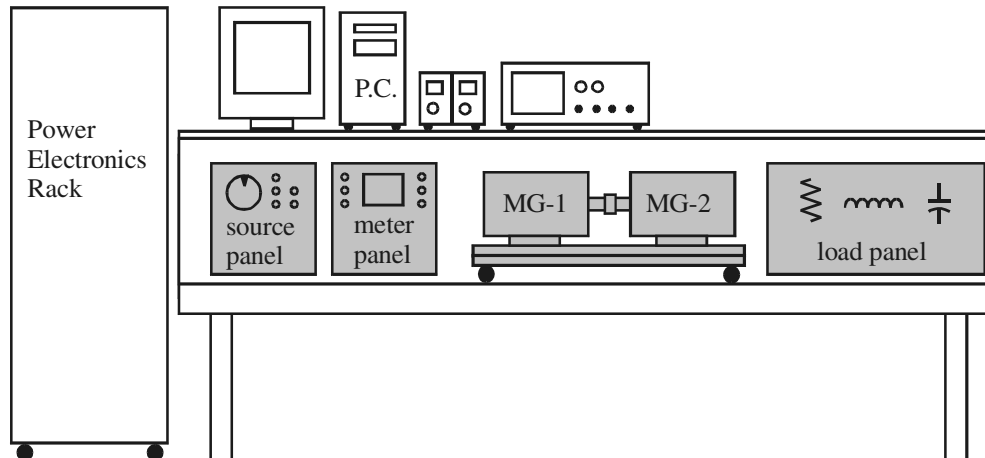 Power
Electronics
Rack
P.C.
source
panel
meter
panel
MG-1
MG-2
load panel